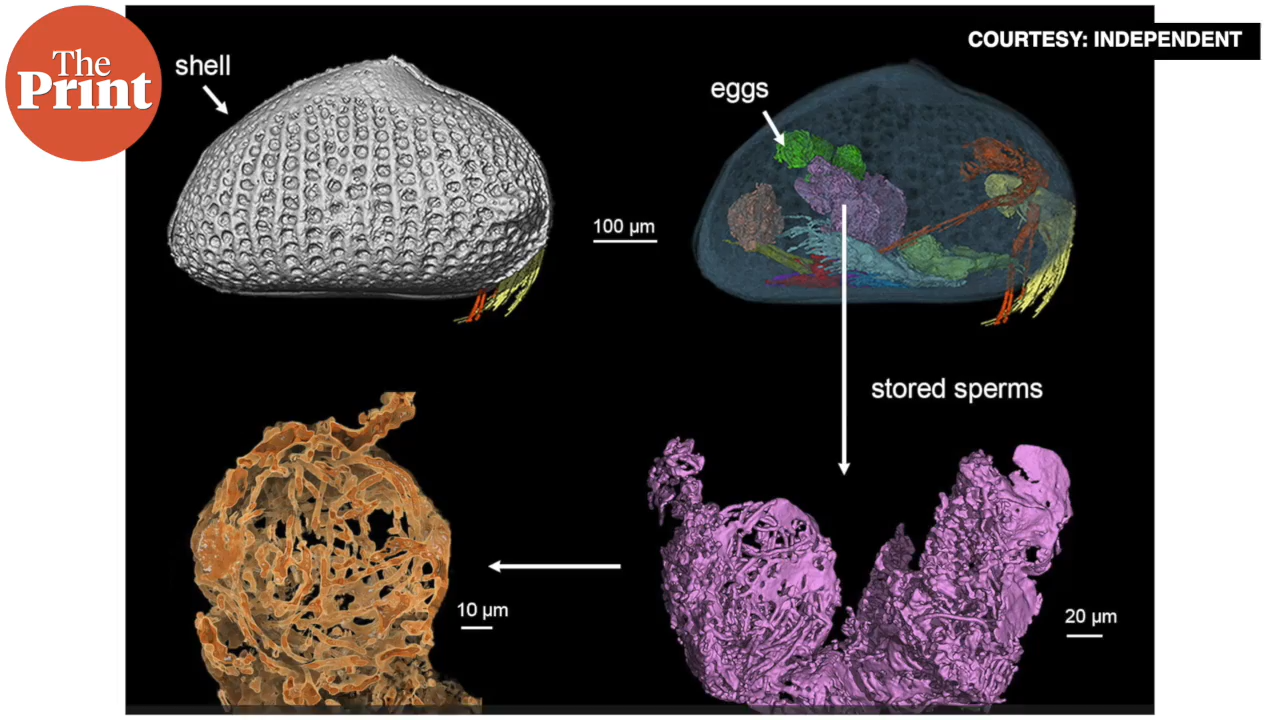 The
Print
COURTESY: INDEPENDENT
shell
eggs
100 µm
stored sperms
10 µm
20 µm